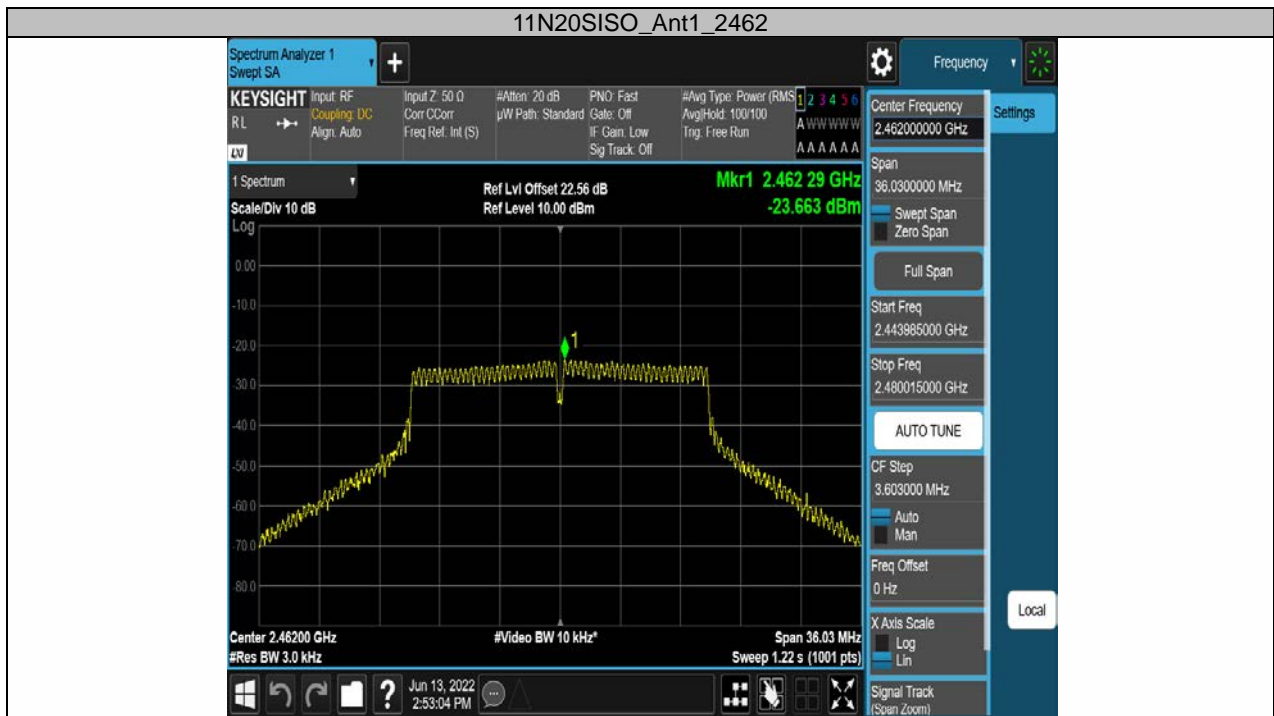 11N20SISO_Ant1_2462
Spectrum Analyzer 1
Swept SA
Frequency
KEYSIGHT
RL
LXI
Input: RF
Coupling: DC
Align: Auto
Input Z: 50 Ω
Corr CCorr
Freq Ref: Int (S)
#Atten: 20 dB
µW Path: Standard
PNO: Fast
Gate: Off
IF Gain: Low
Sig Track: Off
#Avg Type: Power (RMS
Avg|Hold: 100/100
Trig: Free Run
1 2 3 4 5 6
A W W W W W
A A A A A A
1 Spectrum
Scale/Div 10 dB
Log
Ref Lvl Offset 22.56 dB
Ref Level 10.00 dBm
Mkr1 2.462 29 GHz
-23.663 dBm
0.00
-10.0
-20.0
-30.0
-40.0
-50.0
-60.0
-70.0
-80.0
1
Center 2.46200 GHz
#Res BW 3.0 kHz
#Video BW 10 kHz*
Span 36.03 MHz
Sweep 1.22 s (1001 pts)
Jun 13, 2022
2:53:04 PM
Center Frequency
2.462000000 GHz
Settings
Span
36.0300000 MHz
Swept Span
Zero Span
Full Span
Start Freq
2.443985000 GHz
Stop Freq
2.480015000 GHz
AUTO TUNE
CF Step
3.603000 MHz
Auto
Man
Freq Offset
0 Hz
X Axis Scale
Log
Lin
Local
Signal Track
(Span Zoom)